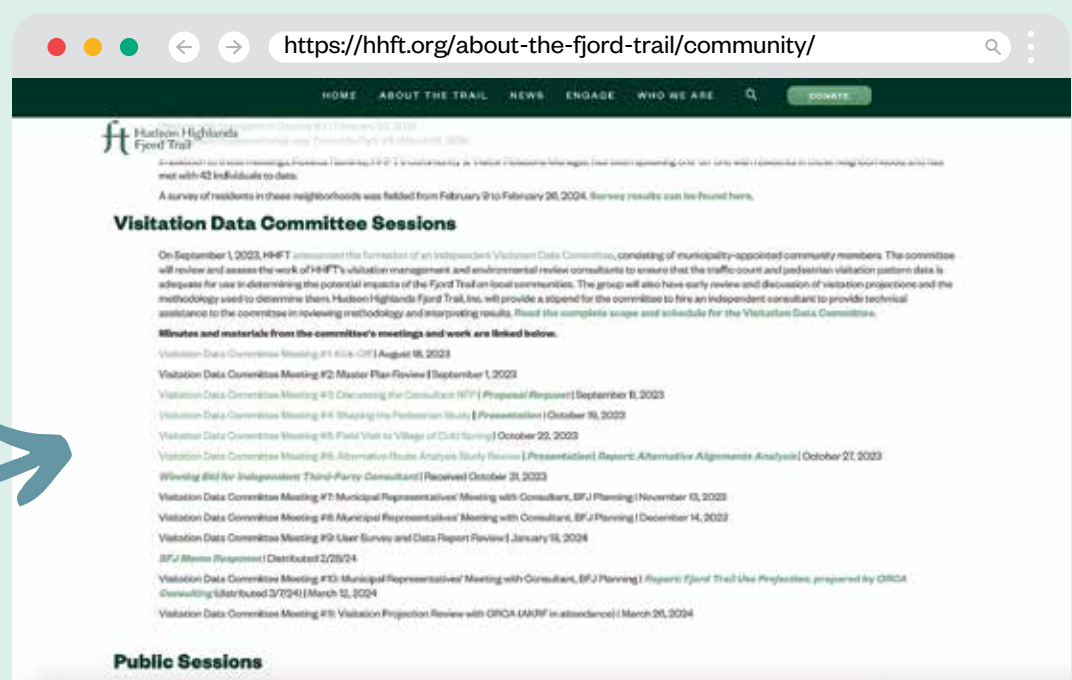 https://hhft.org/about-the-fjord-trail/community/
HOME ABOUT THE TRAIL NEWS ENGAGE WHO WE ARE DONATE
ft Hudson Highlands
Fjord Trail
met with 42 individuals to date.
A survey of residents in these neighborhoods was fielded from February 9 to February 26, 2024. Survey results can be found here.
Visitation Data Committee Sessions
On September 1, 2023, HHFT announced the formation of an independent Visitation Data Committee, consisting of municipality-appointed community members. The committee
will review and assess the work of HHFT's visitation management and environmental review consultants to ensure that the traffic count and pedestrian visitation pattern data is
adequate for use in determining the potential impacts of the Fjord Trail on local communities. The group will also have early review and discussion of visitation projections and the
methodology used to determine them. Hudson Highlands Fjord Trail, Inc. will provide a stipend for the committee to hire an independent consultant to provide technical
assistance to the committee in reviewing methodology and interpreting results. Read the complete scope and schedule for the Visitation Data Committee.
Minutes and materials from the committee's meetings and work are linked below.
Visitation Data Committee Meeting #1: Kick-Off | August 18, 2023
Visitation Data Committee Meeting #2: Master Plan Review | September 1, 2023
Visitation Data Committee Meeting #3: Discussing the Consultant RFP | Proposal Request | September 11, 2023
Visitation Data Committee Meeting #4: Shaping the Pedestrian Study | Presentation | October 19, 2023
Visitation Data Committee Meeting #5: Field Visit to Village of Cold Spring | October 22, 2023
Visitation Data Committee Meeting #6: Alternative Route Analysis Study Review | Presentation | Report: Alternative Alignments Analysis | October 27, 2023
Winning Bid for Independent Third-Party Consultant | Received October 31, 2023
Visitation Data Committee Meeting #7: Municipal Representatives' Meeting with Consultant, BFJ Planning | November 13, 2023
Visitation Data Committee Meeting #8: Municipal Representatives' Meeting with Consultant, BFJ Planning | December 14, 2023
Visitation Data Committee Meeting #9: User Survey and Data Report Review | January 18, 2024
BFJ Memo Response | Distributed 2/28/24
Visitation Data Committee Meeting #10: Municipal Representatives' Meeting with Consultant, BFJ Planning | Report: Fjord Trail Use Projection, prepared by ORCA
Consulting (distributed 3/7/24) | March 12, 2024
Visitation Data Committee Meeting #11: Visitation Projection Review with ORCA (AKRF in attendance) | March 26, 2024
Public Sessions